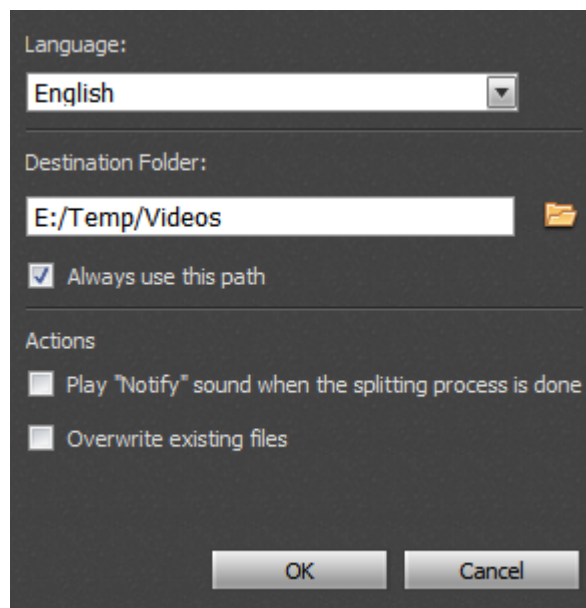 Language:
English
Destination Folder:
E:/Temp/Videos
Always use this path
Actions
Play "Notify" sound when the splitting process is done
Overwrite existing files
OK
Cancel